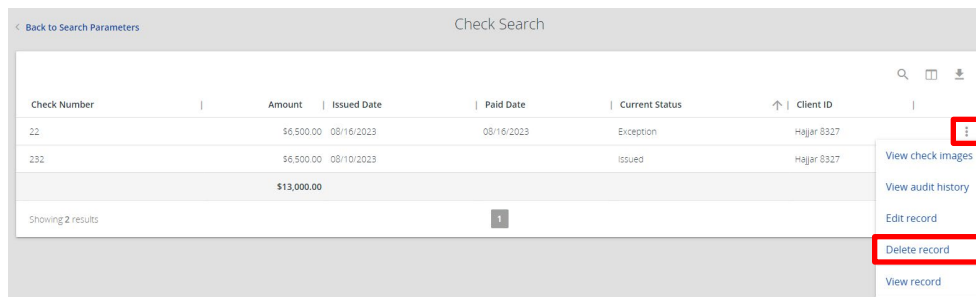 Back to Search Parameters
Check Search
Check Number Amount Issued Date Paid Date Current Status Client ID
22 $6,500.00 08/16/2023 08/16/2023 Exception Hajjar 8327
232 $6,500.00 08/10/2023 Issued Hajjar 8327
$13,000.00
Showing 2 results 1
View check images
View audit history
Edit record
Delete record
View record